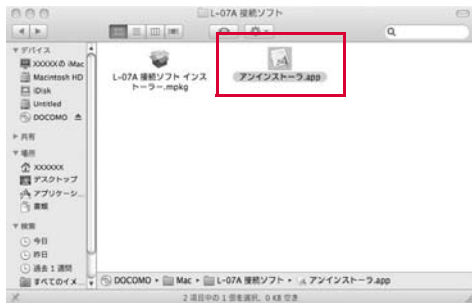 L-07A 接続ソフト
デバイス
XXXXXXの iMac
Macintosh HD
iDisk
Untitled
DOCOMO
共有
場所
XXXXXX
デスクトップ
アプリケーシ...
書類
検索
今日
昨日
過去 1 週間
すべてのイメ...
L-07A 接続ソフト インス
トーラー.mpkg
アンインストーラ.app
DOCOMO ▸ Mac ▸ L-07A 接続ソフト ▸ アンインストーラ.app
2 項目中の 1 個を選択、0 KB 空き